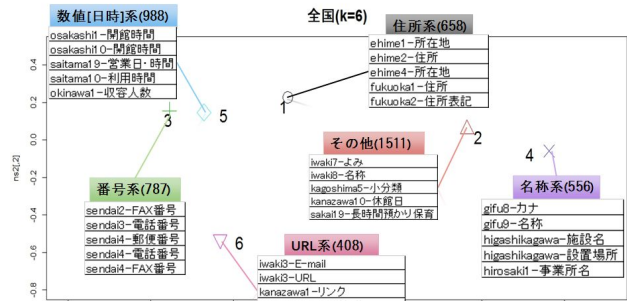 全国(k=6)
数値[日時]系(988)
osakashi1-開館時間
osakashi10-開館時間
saitama19-営業日・時間
saitama10-利用時間
okinawa1-収容人数
住所系(658)
ehime1-所在地
ehime2-住所
ehime4-所在地
fukuoka1-住所
fukuoka2-住所表記
その他(1511)
iwaki7-よみ
iwaki8-名称
kagoshima5-小分類
kanazawa10-休館日
sakai19-長時間預かり保育
番号系(787)
sendai2-FAX番号
sendai3-電話番号
sendai4-郵便番号
sendai4-電話番号
sendai4-FAX番号
URL系(408)
iwaki3-E-mail
iwaki3-URL
kanazawa1-リンク
名称系(556)
gifu8-カナ
gifu9-名称
higashikagawa-施設名
higashikagawa-設置場所
hirosaki1-事業所名
1
2
3
4
5
6
ns2[,2]
0.4
0.2
0.0
-0.2
-0.4
-0.6
-0.8